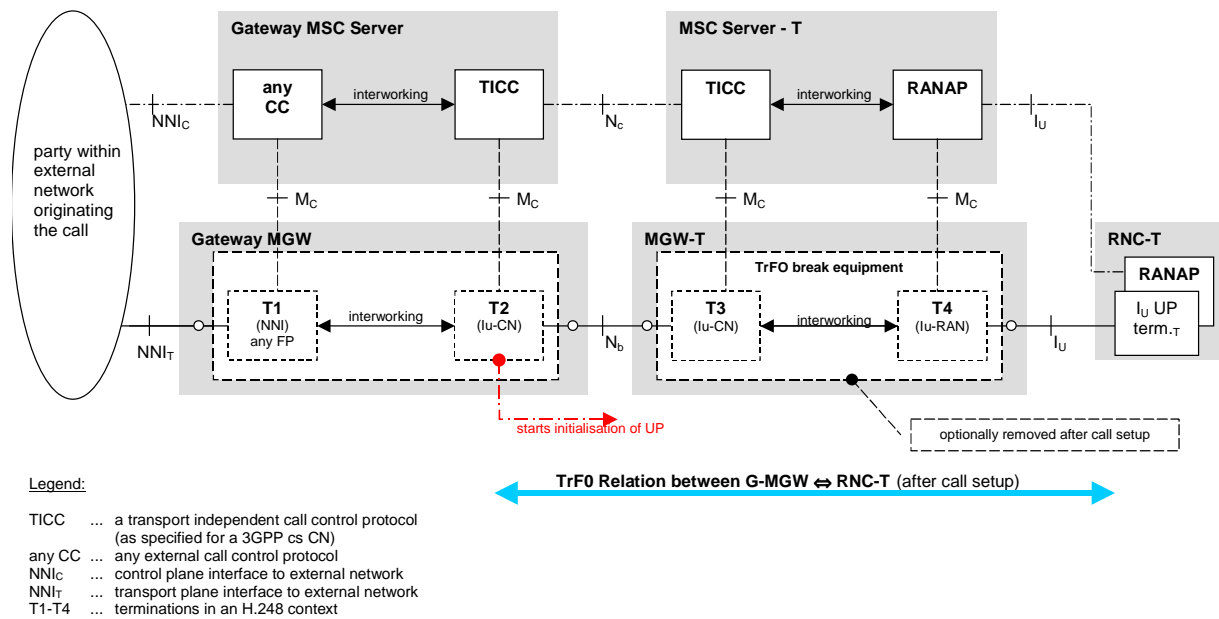 Gateway MSC Server
MSC Server - T
any
CC
interworking
TICC
TICC
interworking
RANAP
NNIC
NC
IU
party within
external
network
originating
the call
MC
MC
MC
MC
Gateway MGW
MGW-T
RNC-T
TrFO break equipment
RANAP
T1
(NNI)
any FP
interworking
T2
(Iu-CN)
T3
(Iu-CN)
interworking
T4
(Iu-RAN)
IU UP
term.T
NNIT
Nb
IU
starts initialisation of UP
optionally removed after call setup
TrF0 Relation between G-MGW ⇔ RNC-T (after call setup)
Legend:
TICC ... a transport independent call control protocol
(as specified for a 3GPP cs CN)
any CC ... any external call control protocol
NNIC ... control plane interface to external network
NNIT ... transport plane interface to external network
T1-T4 ... terminations in an H.248 context